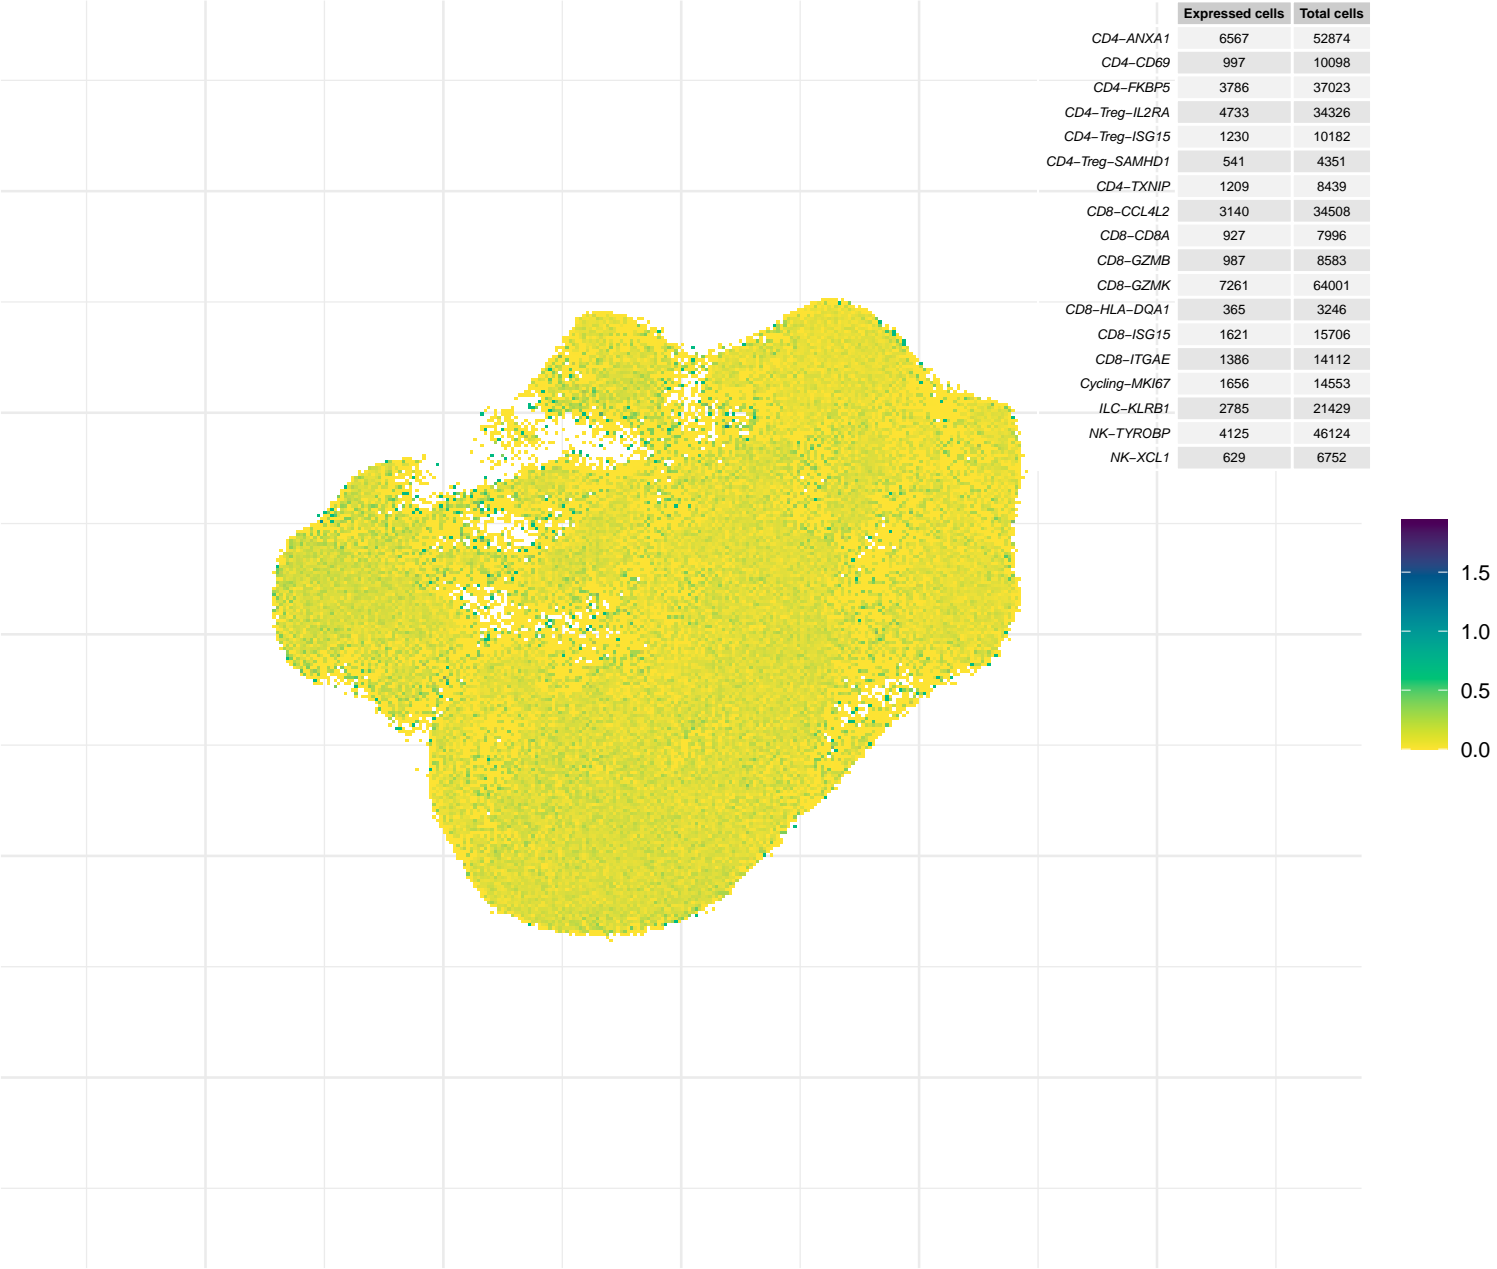 Expressed cells Total cells
CD4−ANXA1 6567 52874
CD4−CD69 997 10098
CD4−FKBP5 3786 37023
CD4−Treg−IL2RA 4733 34326
CD4−Treg−ISG15 1230 10182
CD4−Treg−SAMHD1 541 4351
CD4−TXNIP 1209 8439
CD8−CCL4L2 3140 34508
CD8−CD8A 927 7996
CD8−GZMB 987 8583
CD8−GZMK 7261 64001
CD8−HLA−DQA1 365 3246
CD8−ISG15 1621 15706
CD8−ITGAE 1386 14112
Cycling−MKI67 1656 14553
ILC−KLRB1 2785 21429
NK−TYROBP 4125 46124
NK−XCL1 629 6752
1.5
1.0
0.5
0.0